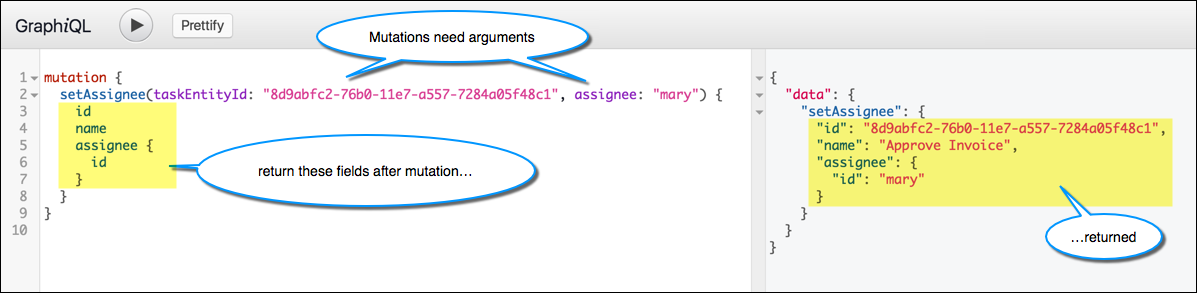 GraphiQL
Prettify
Mutations need arguments
1 mutation {
2 setAssignee(taskEntityId: "8d9abfc2-76b0-11e7-a557-7284a05f48c1", assignee: "mary") {
3 id
4 name
5 assignee {
6 id
7 }
8 }
9 }
10
return these fields after mutation…
{
"data": {
"setAssignee": {
"id": "8d9abfc2-76b0-11e7-a557-7284a05f48c1",
"name": "Approve Invoice",
"assignee": {
"id": "mary"
}
}
}
}
…returned